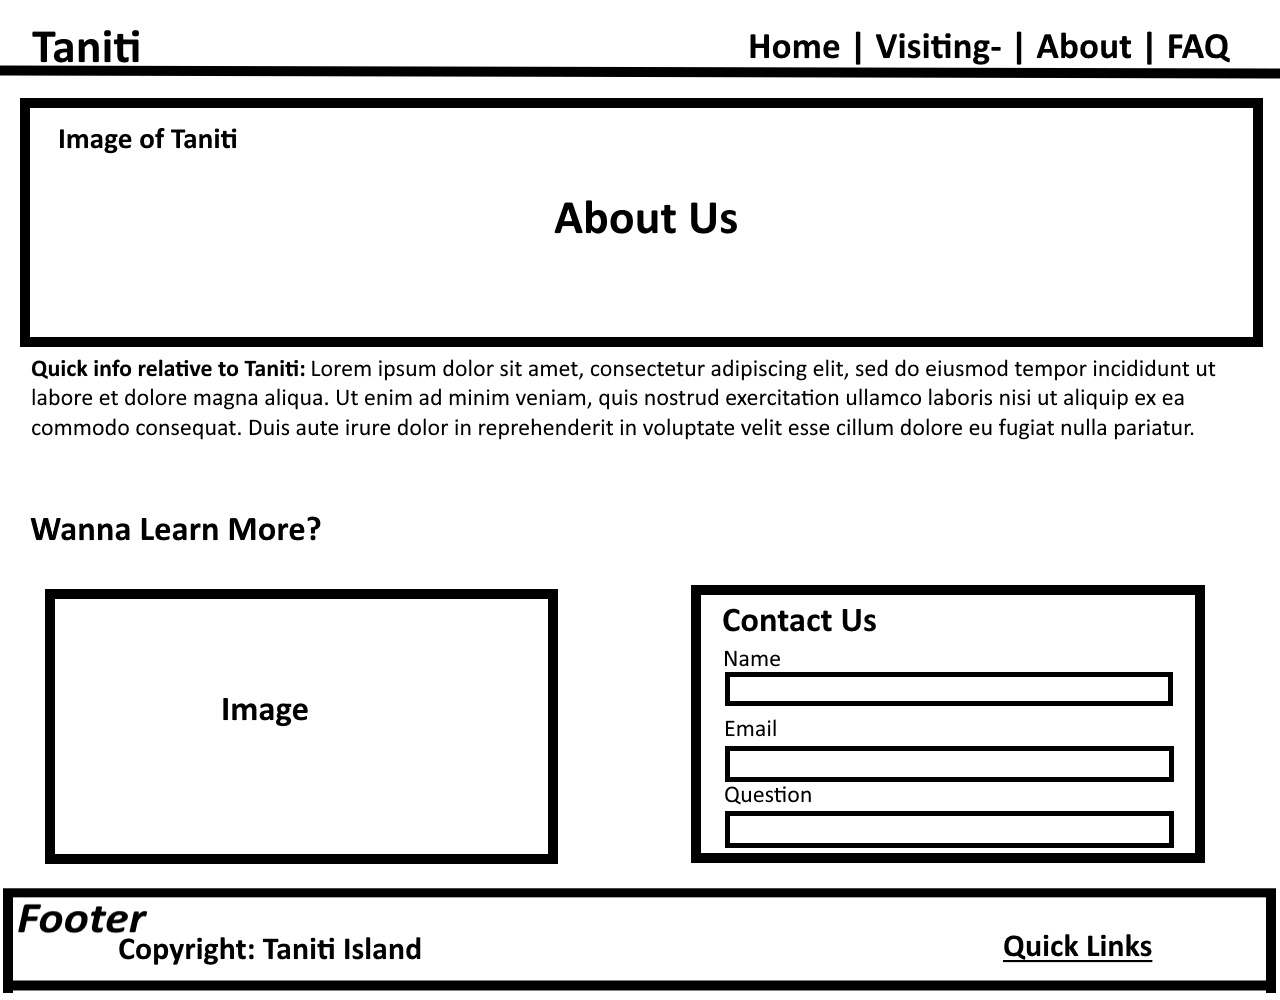 Taniti
Home | Visiting- | About | FAQ
Image of Taniti
About Us
Quick info relative to Taniti: Lorem ipsum dolor sit amet, consectetur adipiscing elit, sed do eiusmod tempor incididunt ut
labore et dolore magna aliqua. Ut enim ad minim veniam, quis nostrud exercitation ullamco laboris nisi ut aliquip ex ea
commodo consequat. Duis aute irure dolor in reprehenderit in voluptate velit esse cillum dolore eu fugiat nulla pariatur.
Wanna Learn More?
Image
Contact Us
Name
Email
Question
Footer
Copyright: Taniti Island
Quick Links